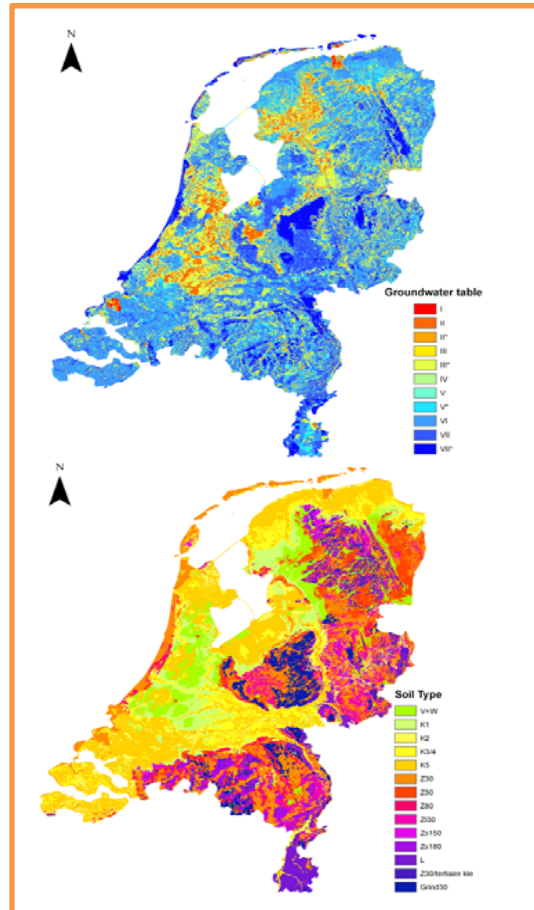 N
Groundwater table
I
II
II*
III
III*
IV
V
V*
VI
VII
VII*
N
Soil Type
V+W
K1
K2
K3/4
K5
Z30
Z50
Z80
Zl30
Zs150
Zs180
L
Z30/tertiaire klei
Grind30